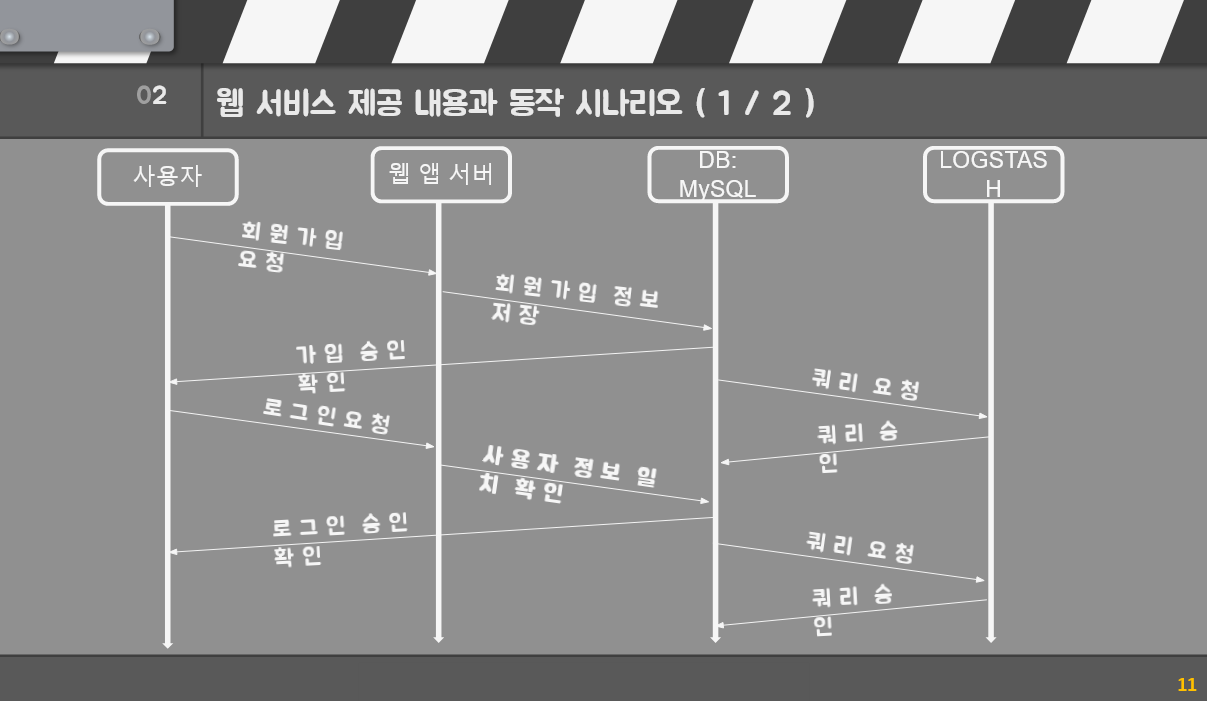 02
웹 서비스 제공 내용과 동작 시나리오 ( 1 / 2 )
사용자
웹 앱 서버
DB:
MySQL
LOGSTAS
H
회원가입
요청
회원가입 정보
저장
가입 승인
확인
쿼리 요청
로그인요청
쿼리 승
인
사용자 정보 일
치 확인
로그인 승인
확인
쿼리 요청
쿼리 승
인
11